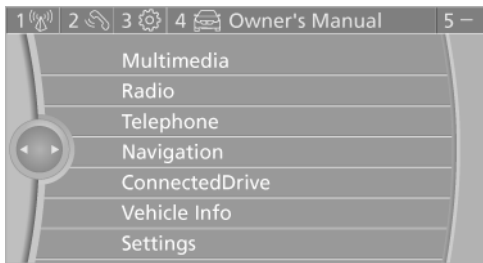 1 2 3 4 Owner's Manual 5 –
Multimedia
Radio
Telephone
Navigation
ConnectedDrive
Vehicle Info
Settings